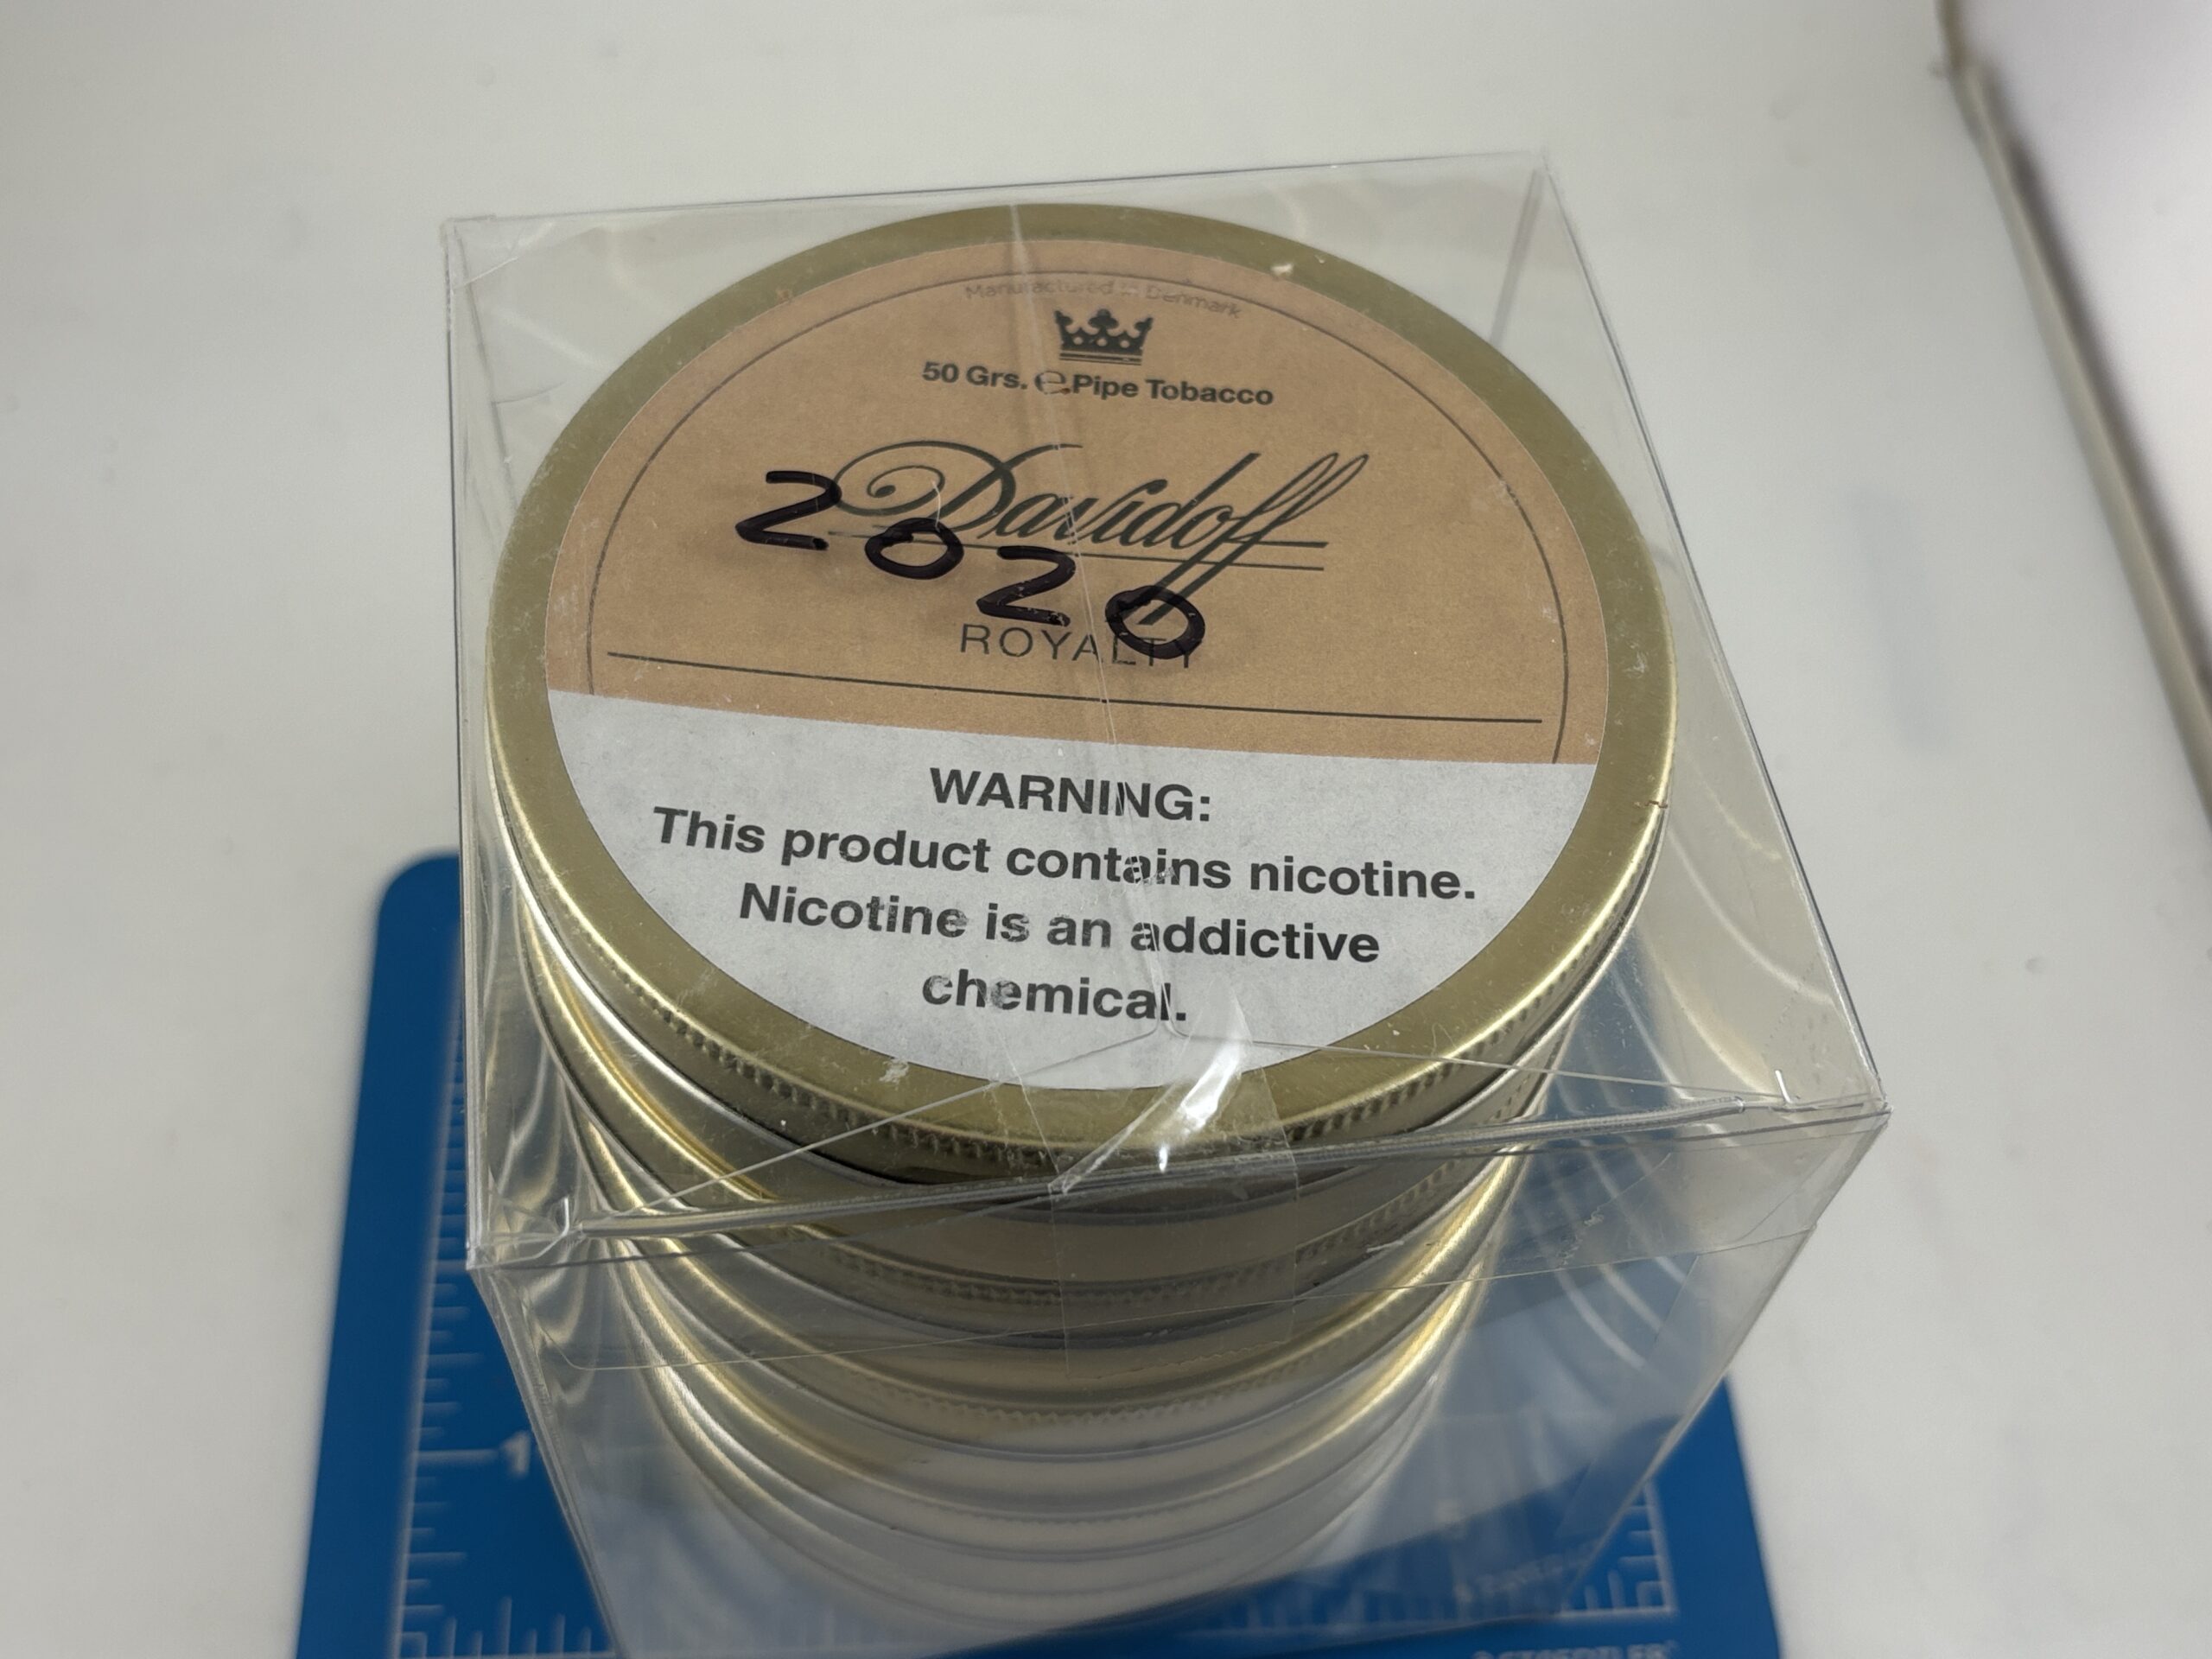 Manufactured in Denmark
50 Grs. ℮ Pipe Tobacco
Davidoff
2020
ROYALTY
WARNING:
This product contains nicotine.
Nicotine is an addictive
chemical.
1